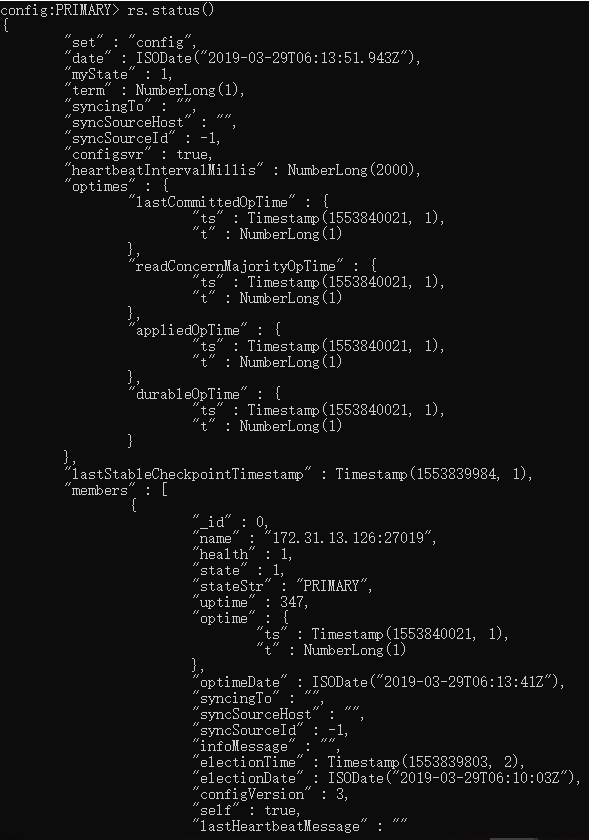 config:PRIMARY> rs.status()
{
        "set" : "config",
        "date" : ISODate("2019-03-29T06:13:51.943Z"),
        "myState" : 1,
        "term" : NumberLong(1),
        "syncingTo" : "",
        "syncSourceHost" : "",
        "syncSourceId" : -1,
        "configsvr" : true,
        "heartbeatIntervalMillis" : NumberLong(2000),
        "optimes" : {
                "lastCommittedOpTime" : {
                        "ts" : Timestamp(1553840021, 1),
                        "t" : NumberLong(1)
                },
                "readConcernMajorityOpTime" : {
                        "ts" : Timestamp(1553840021, 1),
                        "t" : NumberLong(1)
                },
                "appliedOpTime" : {
                        "ts" : Timestamp(1553840021, 1),
                        "t" : NumberLong(1)
                },
                "durableOpTime" : {
                        "ts" : Timestamp(1553840021, 1),
                        "t" : NumberLong(1)
                }
        },
        "lastStableCheckpointTimestamp" : Timestamp(1553839984, 1),
        "members" : [
                {
                        "_id" : 0,
                        "name" : "172.31.13.126:27019",
                        "health" : 1,
                        "state" : 1,
                        "stateStr" : "PRIMARY",
                        "uptime" : 347,
                        "optime" : {
                                "ts" : Timestamp(1553840021, 1),
                                "t" : NumberLong(1)
                        },
                        "optimeDate" : ISODate("2019-03-29T06:13:41Z"),
                        "syncingTo" : "",
                        "syncSourceHost" : "",
                        "syncSourceId" : -1,
                        "infoMessage" : "",
                        "electionTime" : Timestamp(1553839803, 2),
                        "electionDate" : ISODate("2019-03-29T06:10:03Z"),
                        "configVersion" : 3,
                        "self" : true,
                        "lastHeartbeatMessage" : ""